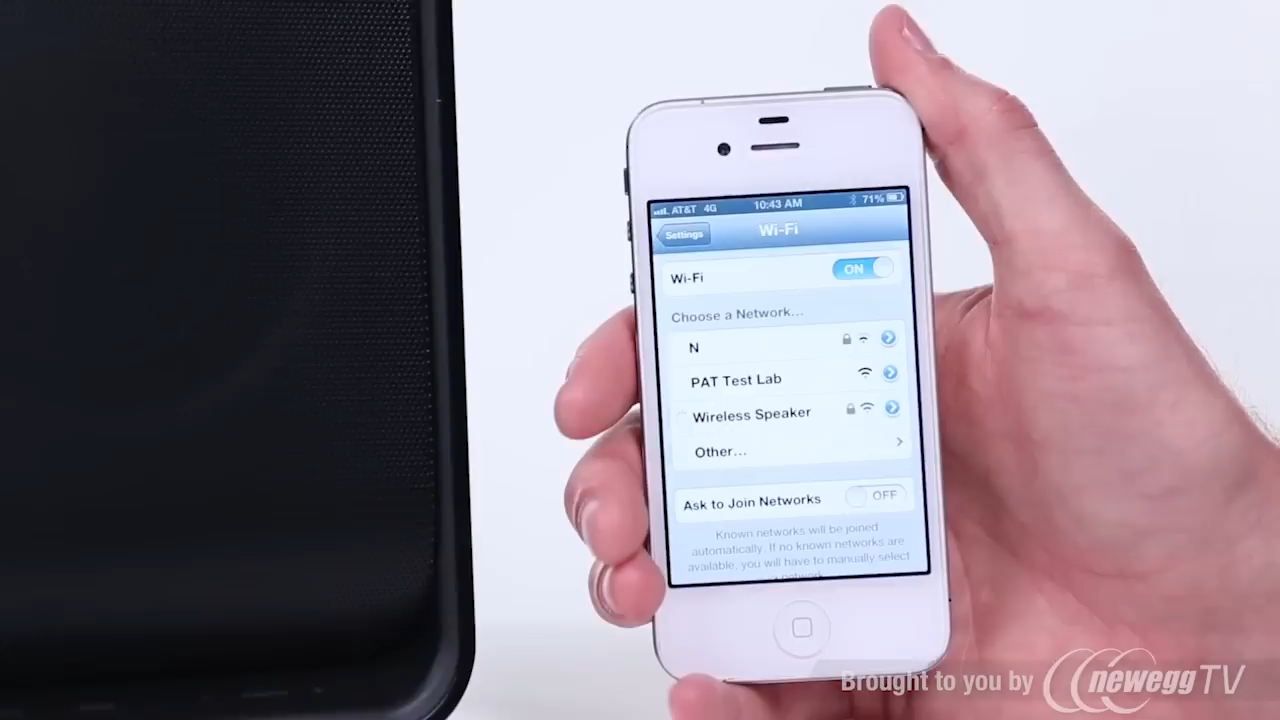 AT&T 4G 10:43 AM 71%
Settings Wi-Fi
Wi-Fi ON
Choose a Network...
N
PAT Test Lab
Wireless Speaker
Other...
Ask to Join Networks OFF
Known networks will be joined
automatically. If no known networks are
available, you will have to manually select
a network.
Brought to you by neweggTV